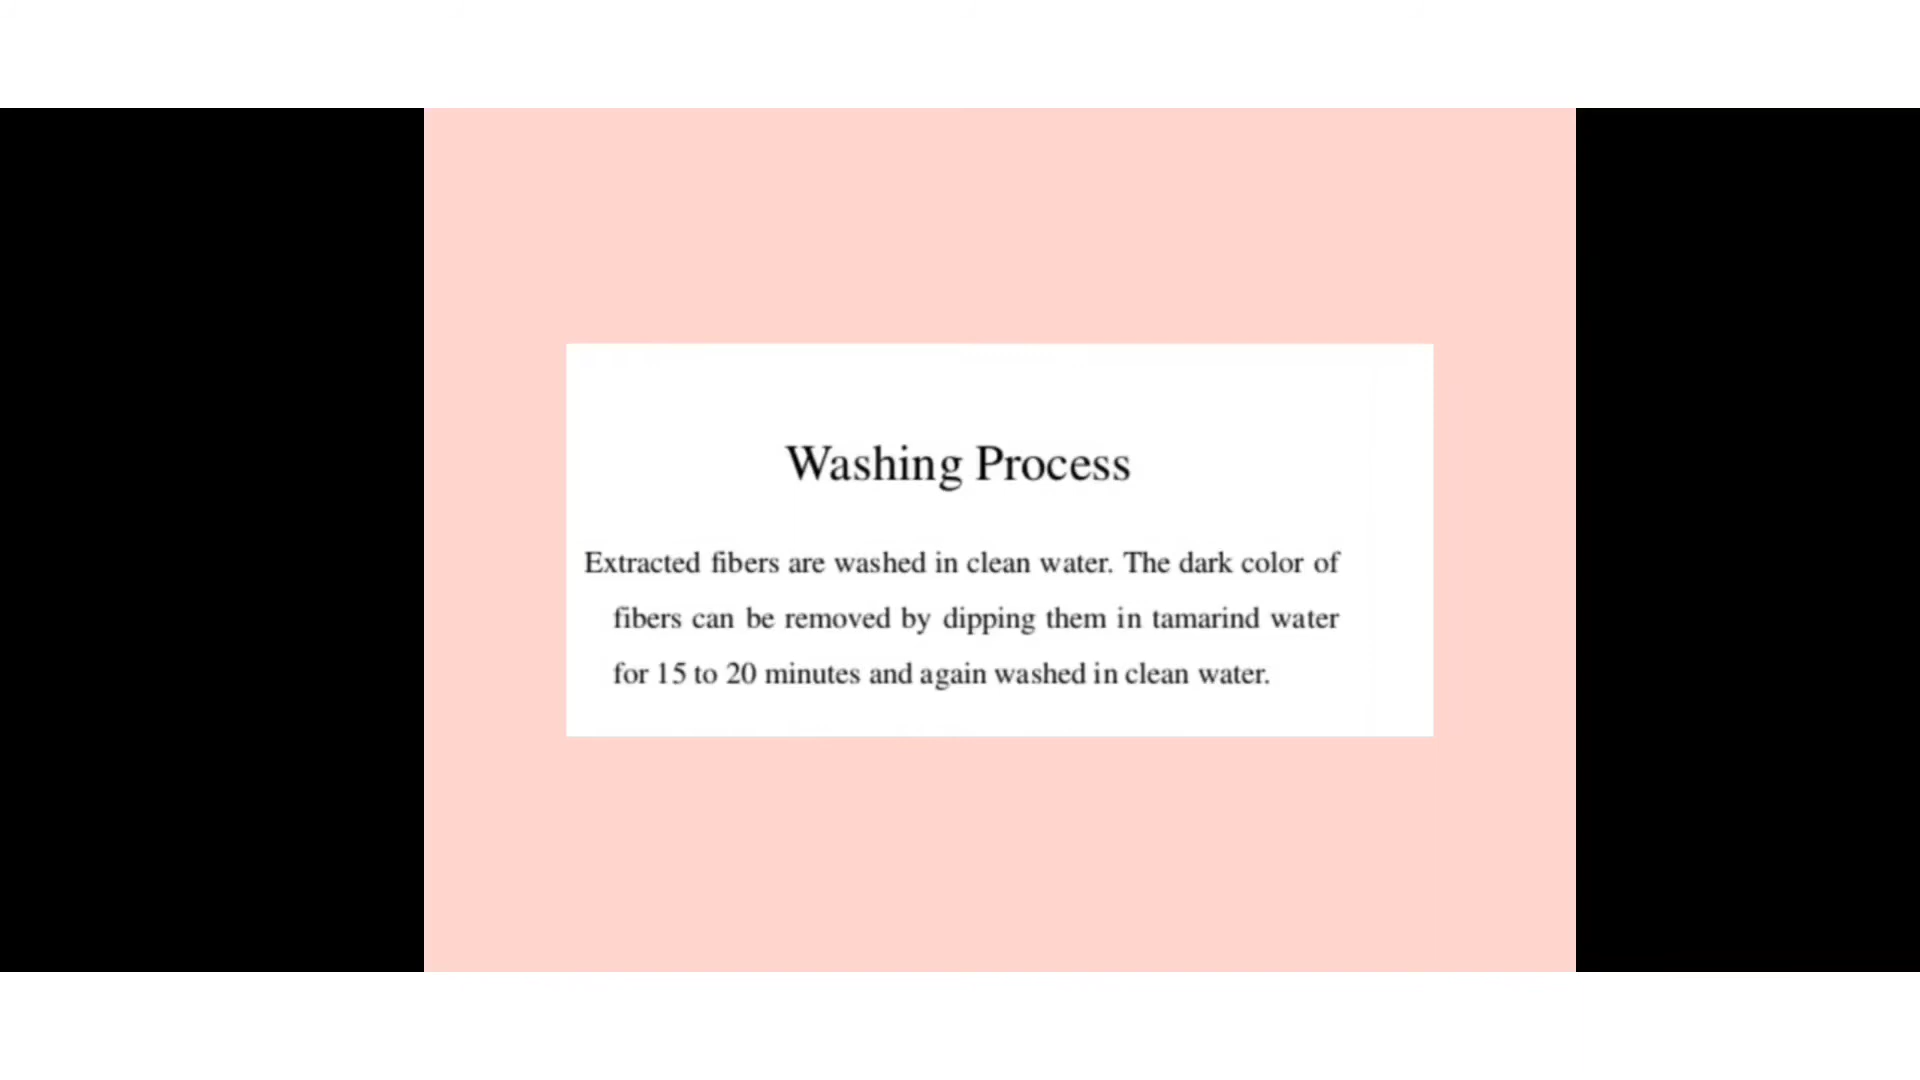 Washing Process
Extracted fibers are washed in clean water. The dark color of
fibers can be removed by dipping them in tamarind water
for 15 to 20 minutes and again washed in clean water.